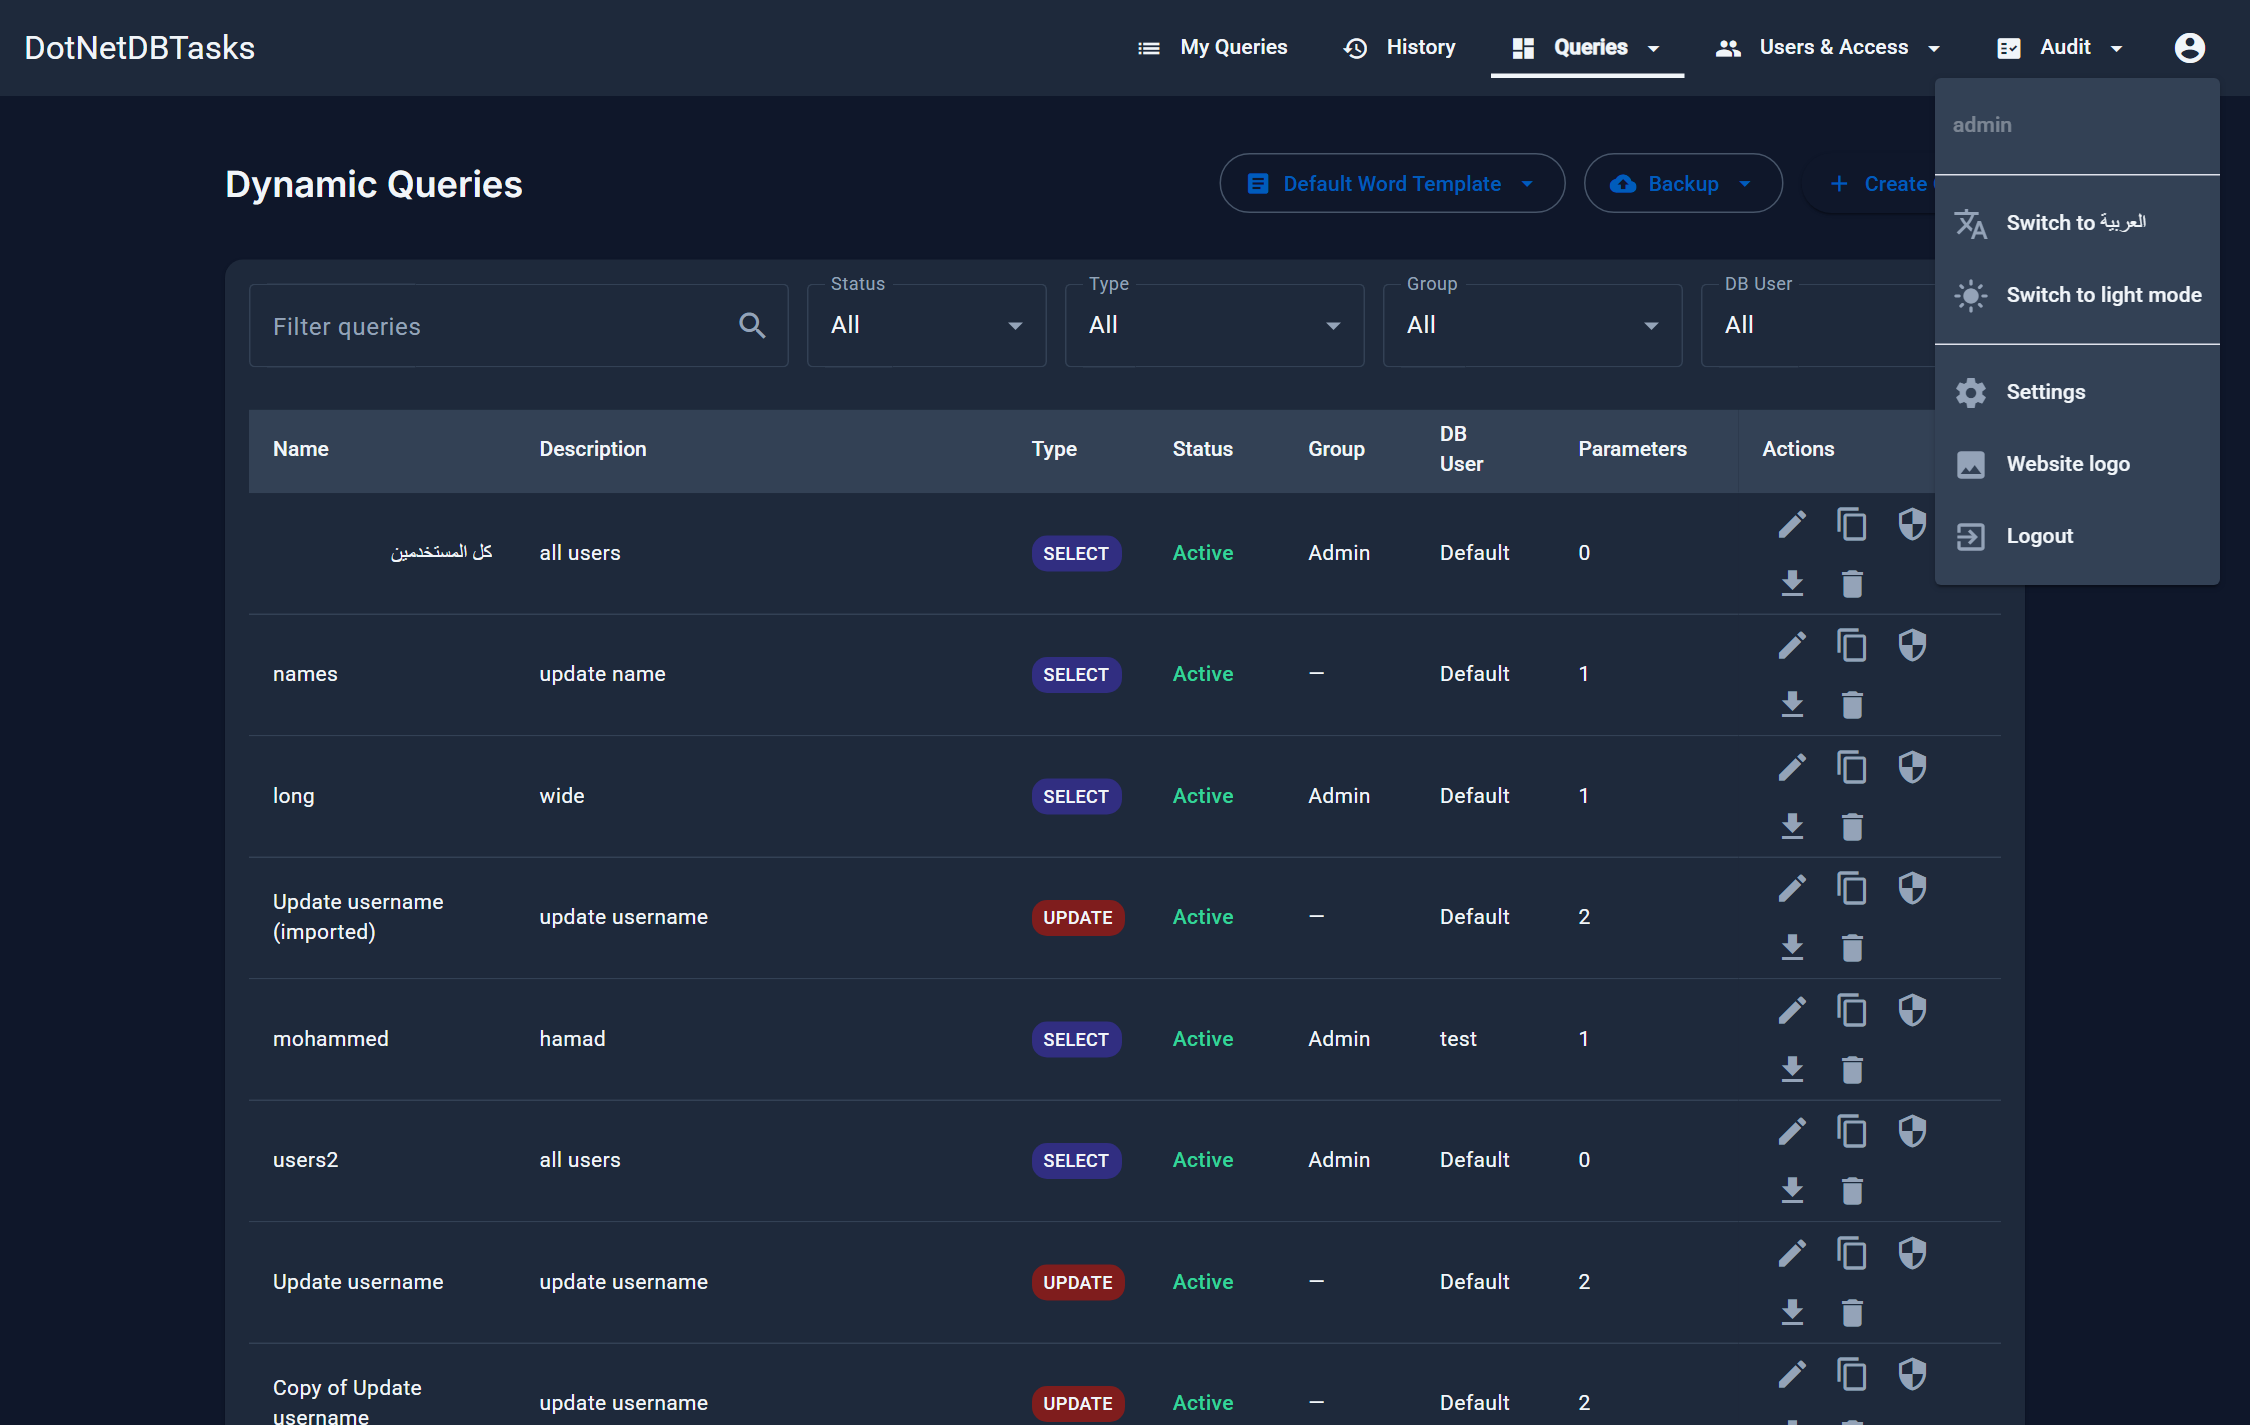 DotNetDBTasks
My Queries
History
Queries
Users & Access
Audit
admin
Switch to العربية
Switch to light mode
Settings
Website logo
Logout
Dynamic Queries
Default Word Template
Backup
Create
Filter queries
Status
All
Type
All
Group
All
DB User
All
Name
Description
Type
Status
Group
DB
User
Parameters
Actions
كل المستخدمين
all users
SELECT
Active
Admin
Default
0
names
update name
SELECT
Active
—
Default
1
long
wide
SELECT
Active
Admin
Default
1
Update username
(imported)
update username
UPDATE
Active
—
Default
2
mohammed
hamad
SELECT
Active
Admin
test
1
users2
all users
SELECT
Active
Admin
Default
0
Update username
update username
UPDATE
Active
—
Default
2
Copy of Update
username
update username
UPDATE
Active
—
Default
2